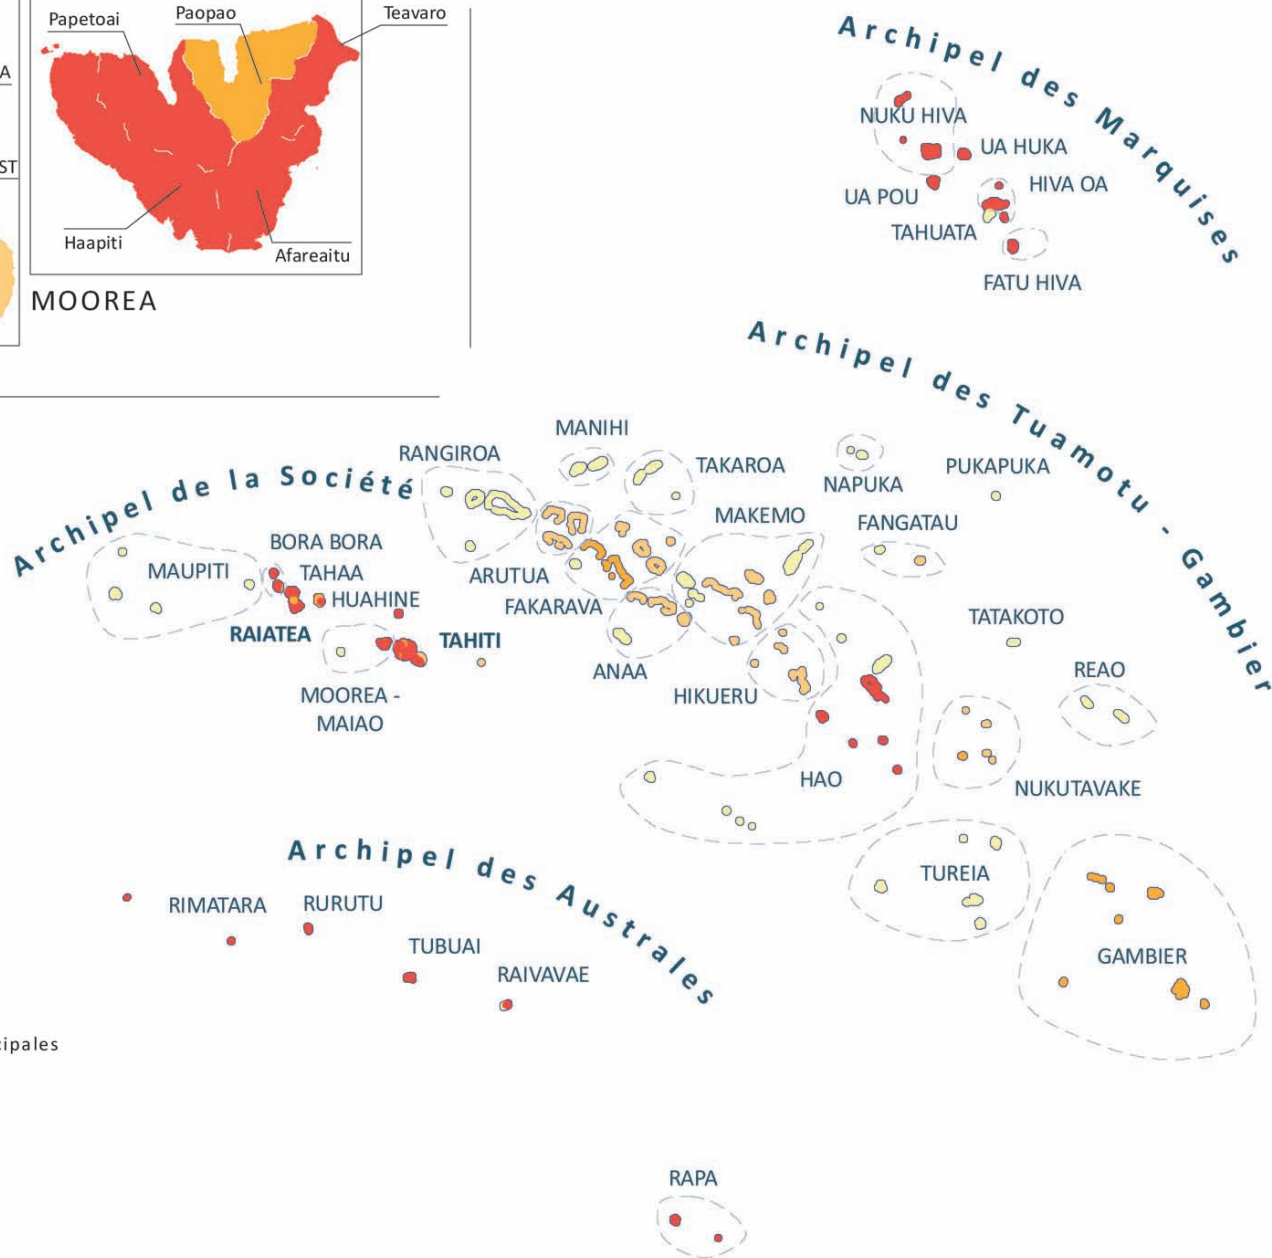 Papetoai
Paopao
Teavaro
A
ST
Haapiti
Afareaitu
MOOREA
Archipel des Marquises
NUKU HIVA
UA HUKA
HIVA OA
UA POU
TAHUATA
FATU HIVA
Archipel des Tuamotu - Gambier
MANIHI
RANGIROA
TAKAROA
NAPUKA
PUKAPUKA
Archipel de la Société
MAKEMO
FANGATAU
BORA BORA
MAUPITI
TAHAA
ARUTUA
HUAHINE
FAKARAVA
TATAKOTO
RAIATEA
TAHITI
ANAA
REAO
MOOREA -
MAIAO
HIKUERU
HAO
NUKUTAVAKE
Archipel des Australes
TUREIA
RIMATARA
RURUTU
TUBUAI
GAMBIER
RAIVAVAE
cipales
RAPA